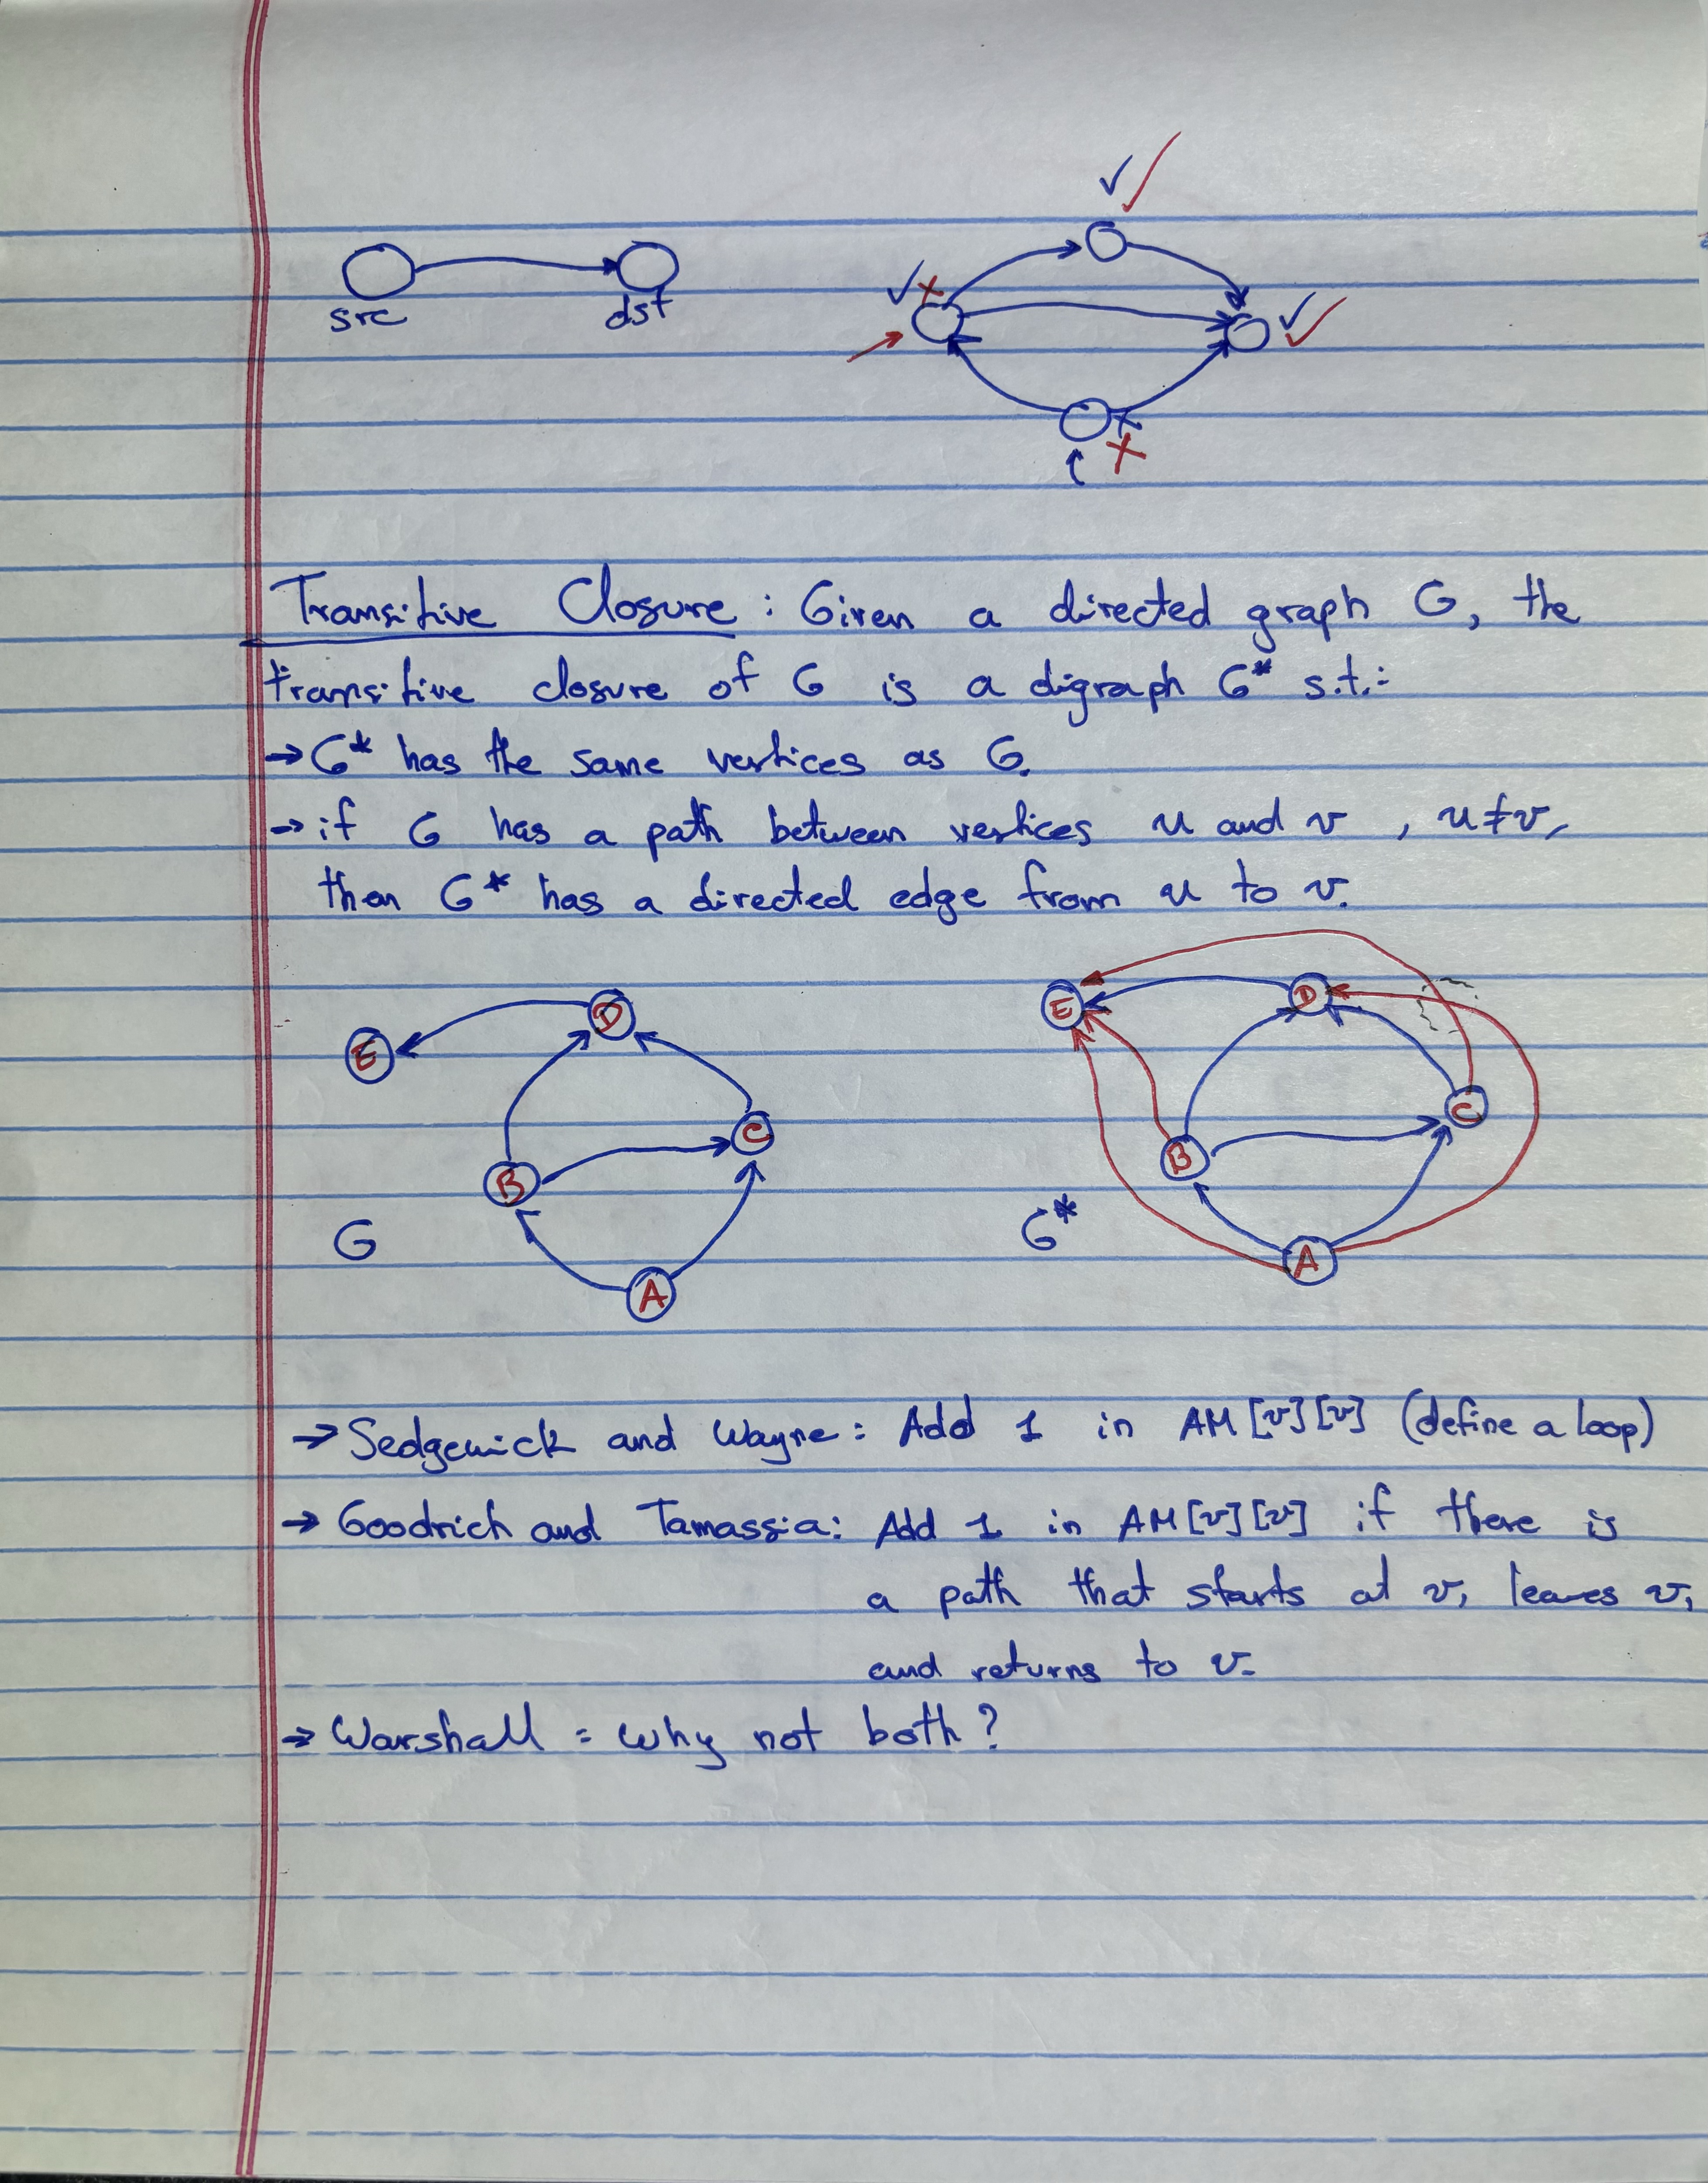 src
dst
Transitive Closure : Given a directed graph G, the
transitive closure of G is a digraph G* s.t.:
→ G* has the same vertices as G.
→ if G has a path between vertices u and v , u≠v,
then G* has a directed edge from u to v.
E
D
B
C
A
G
E
D
B
C
A
G*
→ Sedgewick and Wayne : Add 1 in AM[v][v] (define a loop)
→ Goodrich and Tamassia: Add 1 in AM[v][v] if there is
a path that starts at v, leaves v,
and returns to v.
→ Warshall : Why not both?